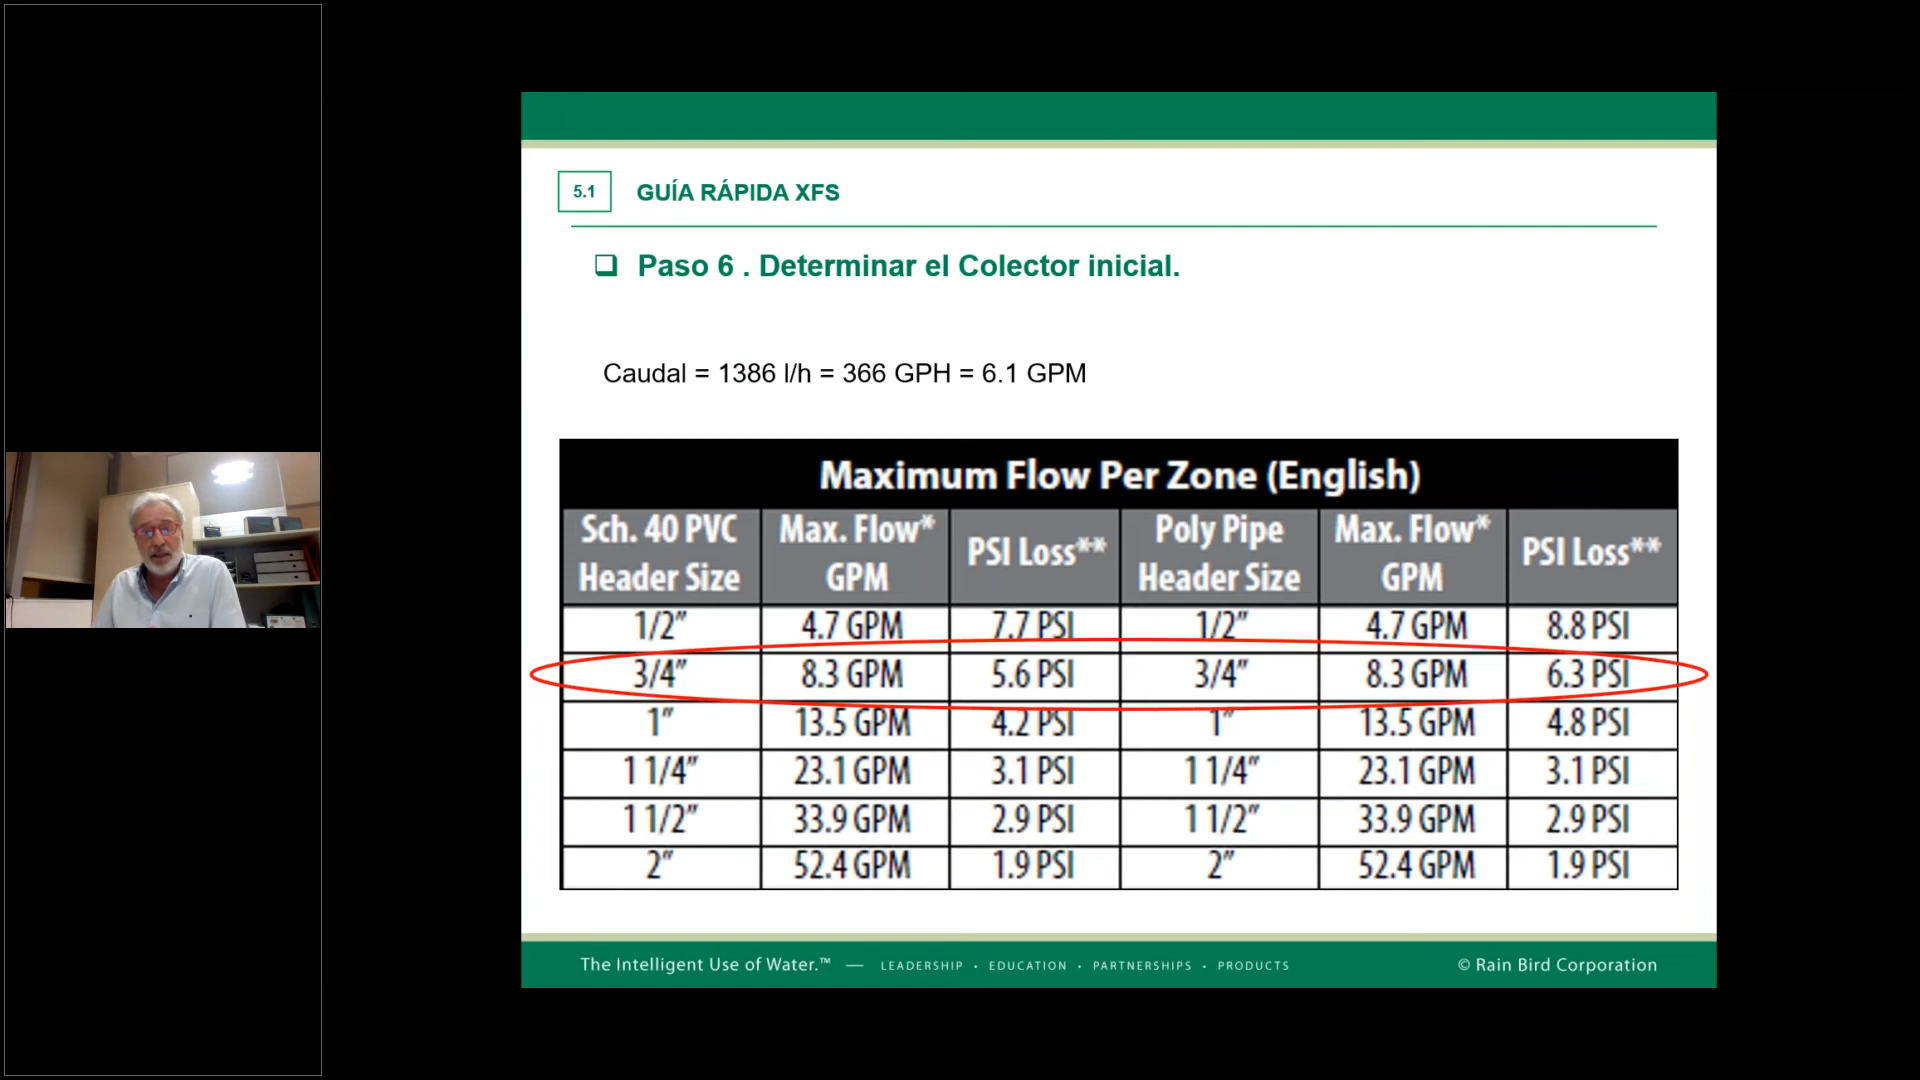 5.1 GUÍA RÁPIDA XFS
❑ Paso 6 . Determinar el Colector inicial.
Caudal = 1386 l/h = 366 GPH = 6.1 GPM
Maximum Flow Per Zone (English)
Sch. 40 PVC Header Size Max. Flow* GPM PSI Loss** Poly Pipe Header Size Max. Flow* GPM PSI Loss**
1/2” 4.7 GPM 7.7 PSI 1/2” 4.7 GPM 8.8 PSI
3/4” 8.3 GPM 5.6 PSI 3/4” 8.3 GPM 6.3 PSI
1” 13.5 GPM 4.2 PSI 1” 13.5 GPM 4.8 PSI
1 1/4” 23.1 GPM 3.1 PSI 1 1/4” 23.1 GPM 3.1 PSI
1 1/2” 33.9 GPM 2.9 PSI 1 1/2” 33.9 GPM 2.9 PSI
2” 52.4 GPM 1.9 PSI 2” 52.4 GPM 1.9 PSI
The Intelligent Use of Water.™ — LEADERSHIP • EDUCATION • PARTNERSHIPS • PRODUCTS © Rain Bird Corporation